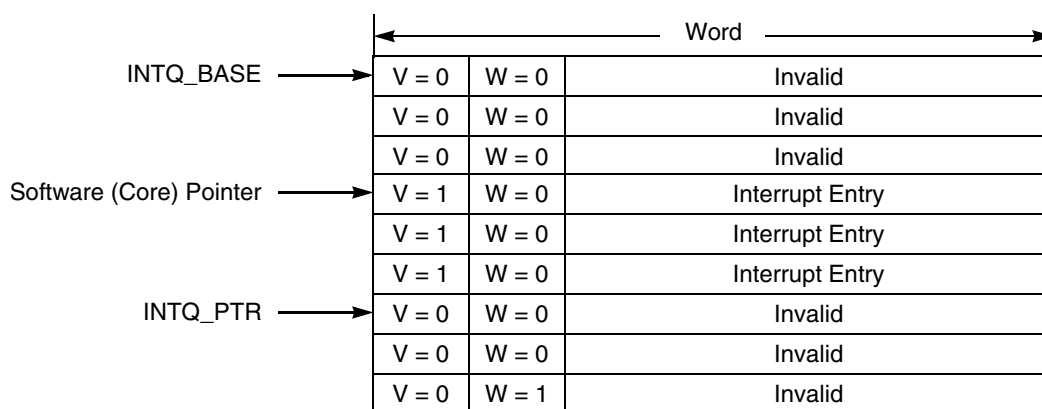 Word
INTQ_BASE V = 0 W = 0 Invalid
V = 0 W = 0 Invalid
V = 0 W = 0 Invalid
Software (Core) Pointer V = 1 W = 0 Interrupt Entry
V = 1 W = 0 Interrupt Entry
V = 1 W = 0 Interrupt Entry
INTQ_PTR V = 0 W = 0 Invalid
V = 0 W = 0 Invalid
V = 0 W = 1 Invalid